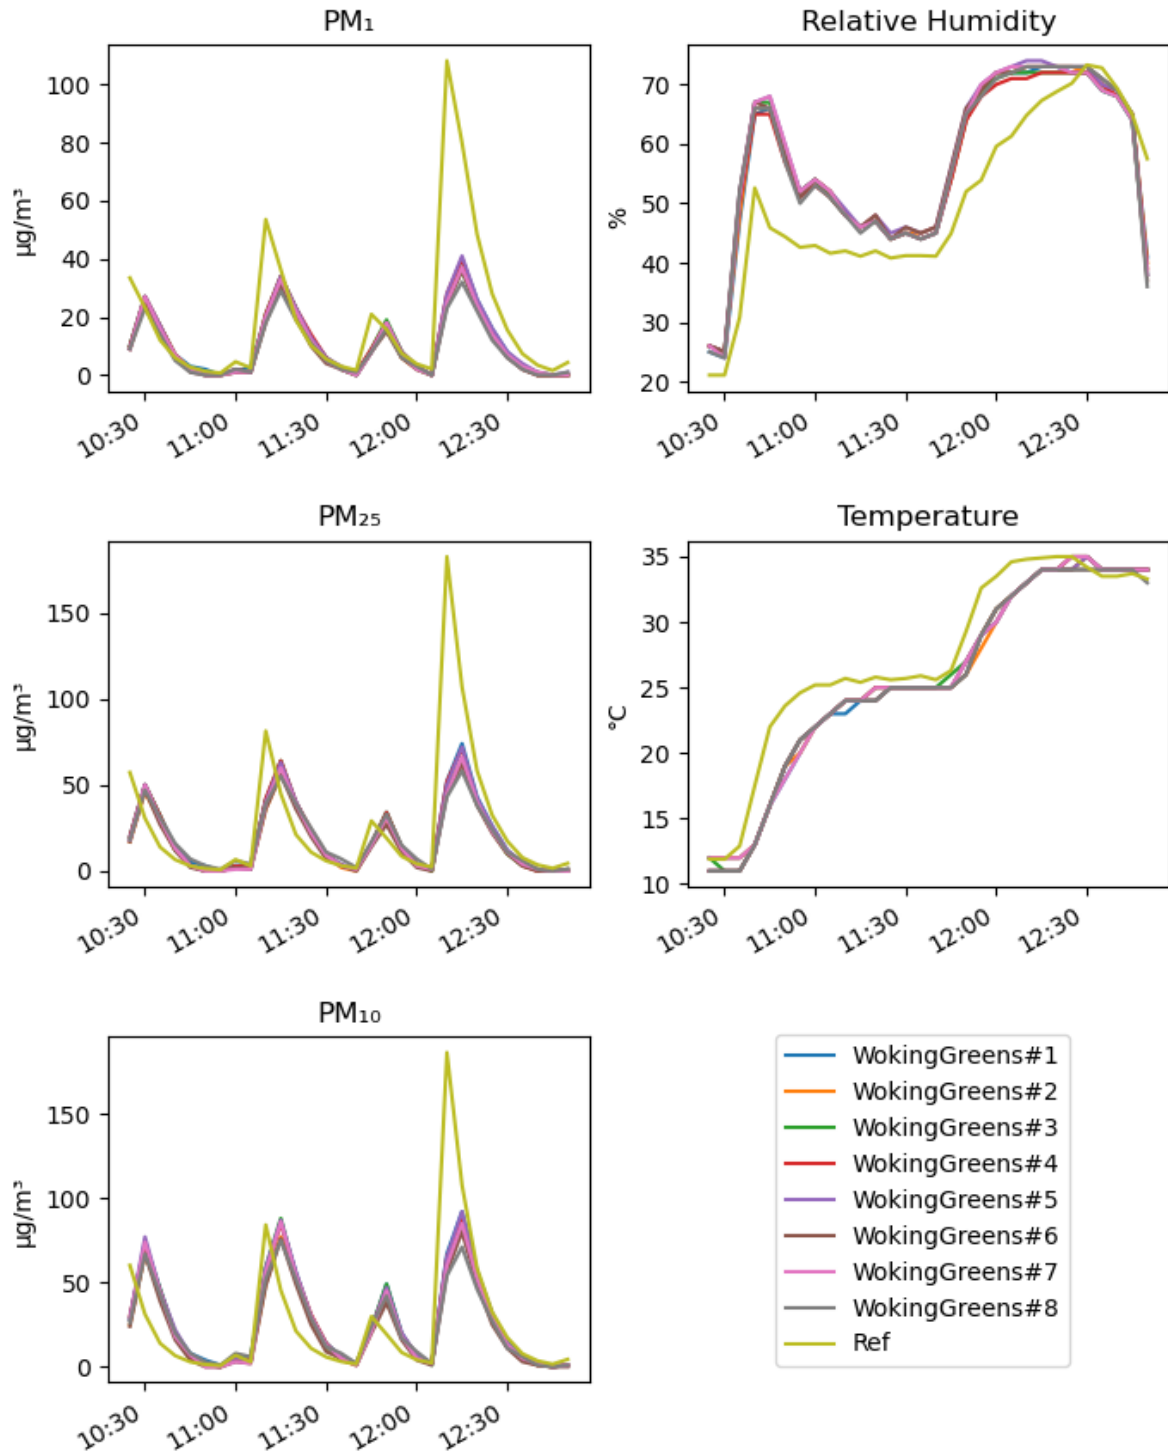 PM₁
µg/m³
100
80
60
40
20
0
10:30
11:00
11:30
12:00
12:30
Relative Humidity
%
70
60
50
40
30
20
10:30
11:00
11:30
12:00
12:30
PM₂₅
µg/m³
150
100
50
0
10:30
11:00
11:30
12:00
12:30
Temperature
°C
35
30
25
20
15
10
10:30
11:00
11:30
12:00
12:30
PM₁₀
µg/m³
150
100
50
0
10:30
11:00
11:30
12:00
12:30
WokingGreens#1
WokingGreens#2
WokingGreens#3
WokingGreens#4
WokingGreens#5
WokingGreens#6
WokingGreens#7
WokingGreens#8
Ref